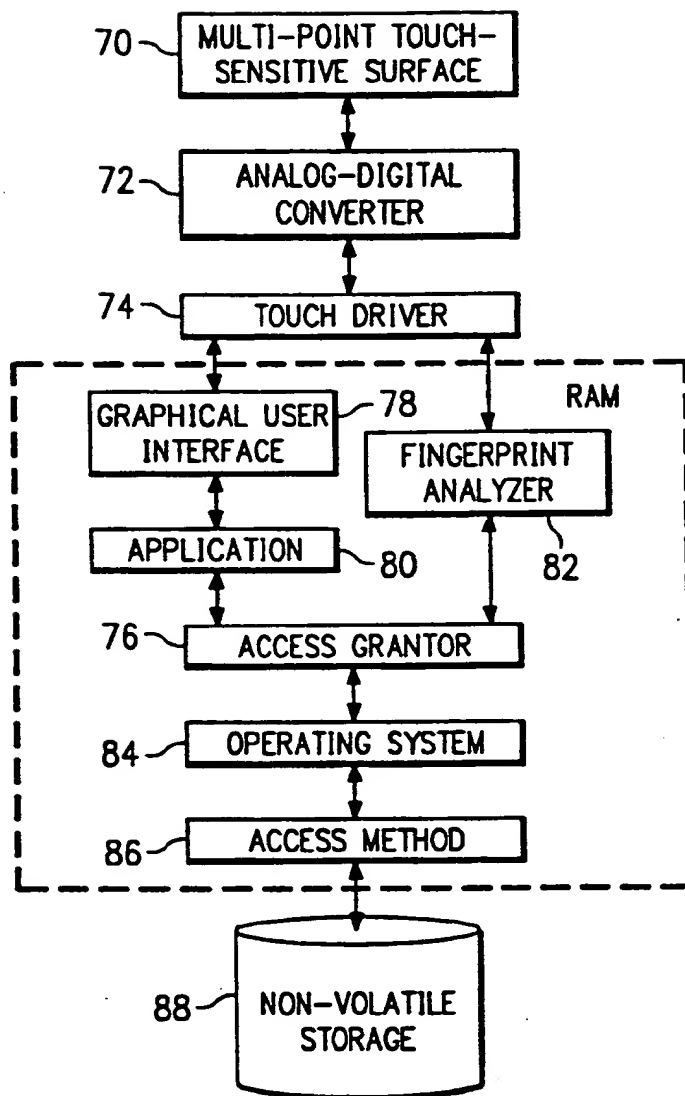 70
MULTI-POINT TOUCH-
SENSITIVE SURFACE
72
ANALOG-DIGITAL
CONVERTER
74
TOUCH DRIVER
GRAPHICAL USER
INTERFACE
78
RAM
FINGERPRINT
ANALYZER
82
APPLICATION
80
76
ACCESS GRANTOR
84
OPERATING SYSTEM
86
ACCESS METHOD
88
NON-VOLATILE
STORAGE